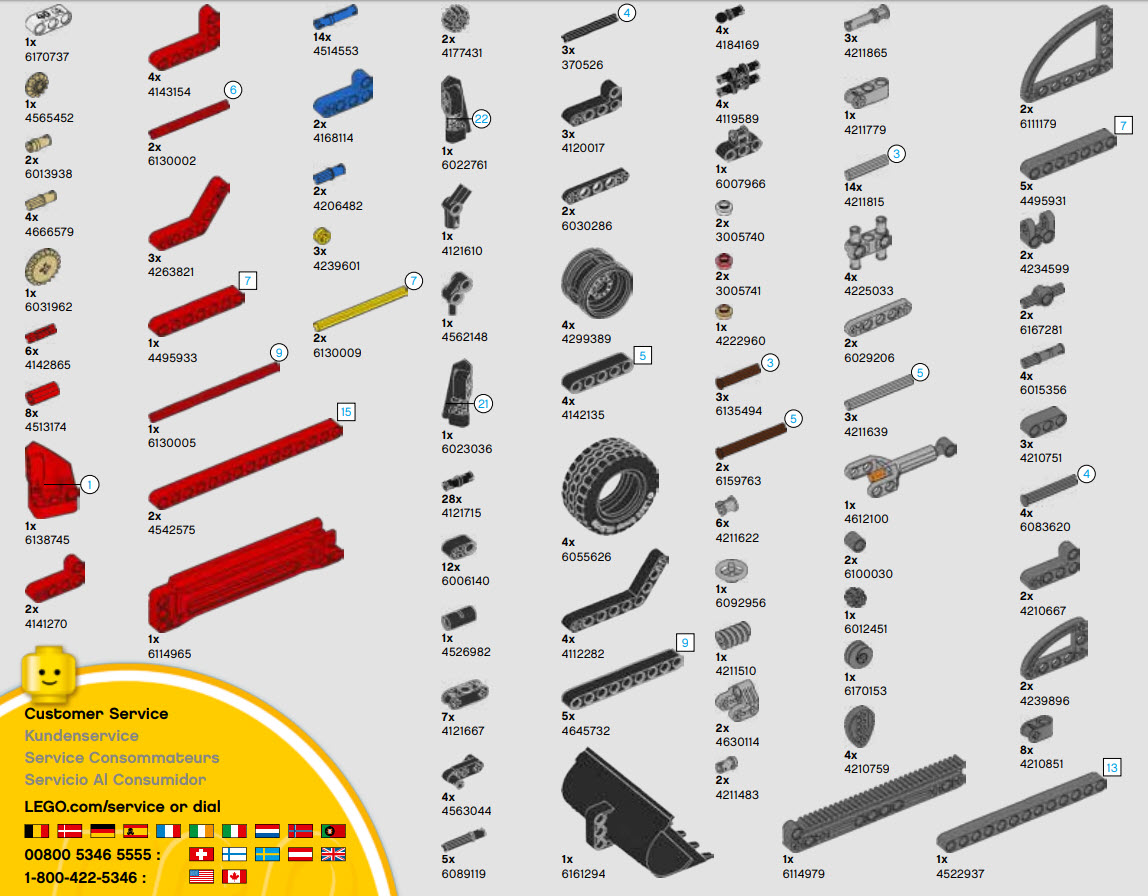 1x
6170737
1x
4565452
2x
6013938
4x
4666579
1x
6031962
6x
4142865
8x
4513174
1
1x
6138745
2x
4141270
4x
4143154
6
2x
6130002
3x
4263821
7
1x
4495933
9
1x
6130005
15
2x
4542575
1x
6114965
14x
4514553
2x
4168114
2x
4206482
3x
4239601
7
2x
6130009
2x
4177431
22
1x
6022761
1x
4121610
1x
4562148
21
1x
6023036
28x
4121715
12x
6006140
1x
4526982
7x
4121667
4x
4563044
5x
6089119
4
3x
370526
3x
4120017
2x
6030286
4x
4299389
5
4x
4142135
4x
6055626
4x
4112282
9
5x
4645732
1x
6161294
4x
4184169
4x
4119589
1x
6007966
2x
3005740
2x
3005741
1x
4222960
3
3x
6135494
5
2x
6159763
6x
4211622
1x
6092956
1x
4211510
2x
4630114
2x
4211483
3x
4211865
1x
4211779
3
14x
4211815
4x
4225033
2x
6029206
5
3x
4211639
1x
4612100
2x
6100030
1x
6012451
1x
6170153
4x
4210759
1x
6114979
2x
6111179
7
5x
4495931
2x
4234599
2x
6167281
4x
6015356
3x
4210751
4
4x
6083620
2x
4210667
2x
4239896
8x
4210851
13
1x
4522937
Customer Service
Kundenservice
Service Consommateurs
Servicio Al Consumidor
LEGO.com/service or dial
00800 5346 5555 :
1-800-422-5346 :